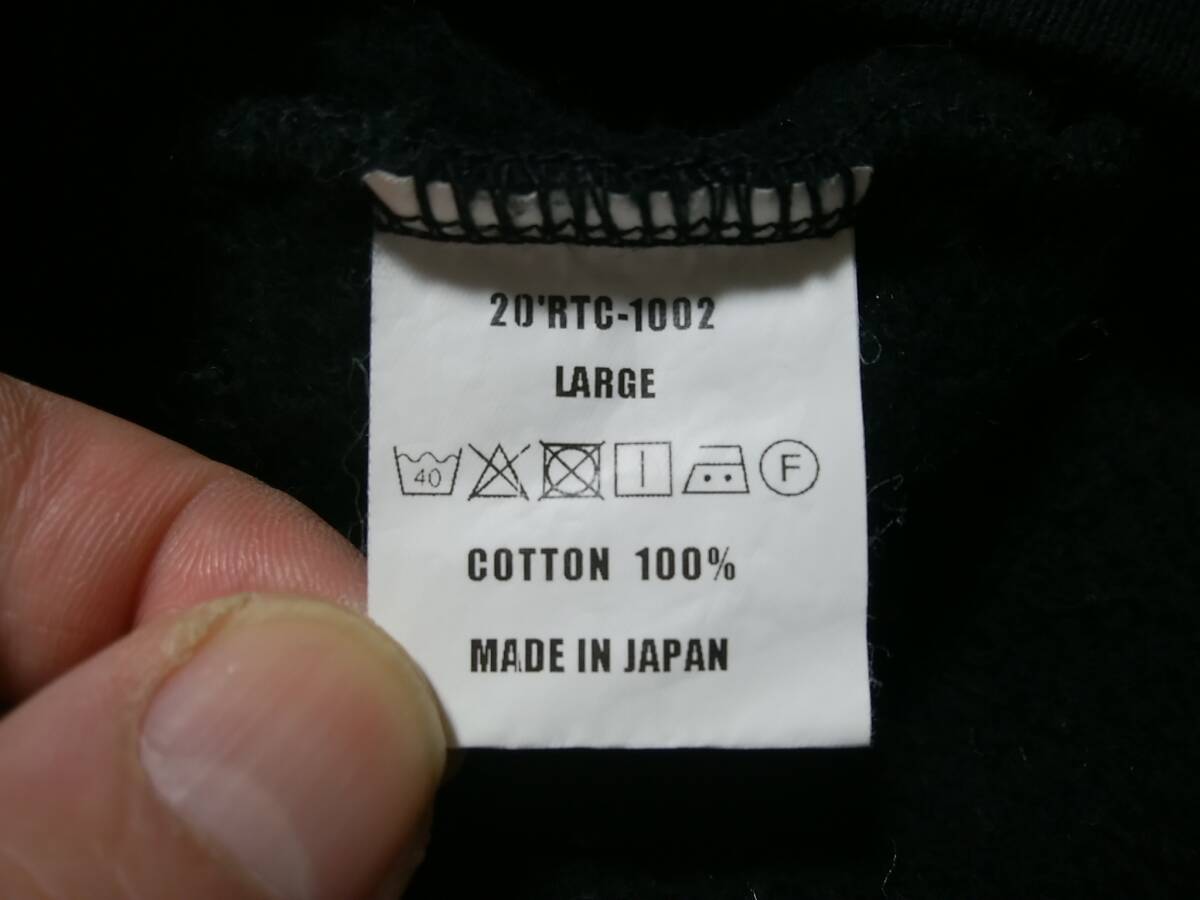 20'RTC-1002
LARGE
40 F
COTTON 100%
MADE IN JAPAN